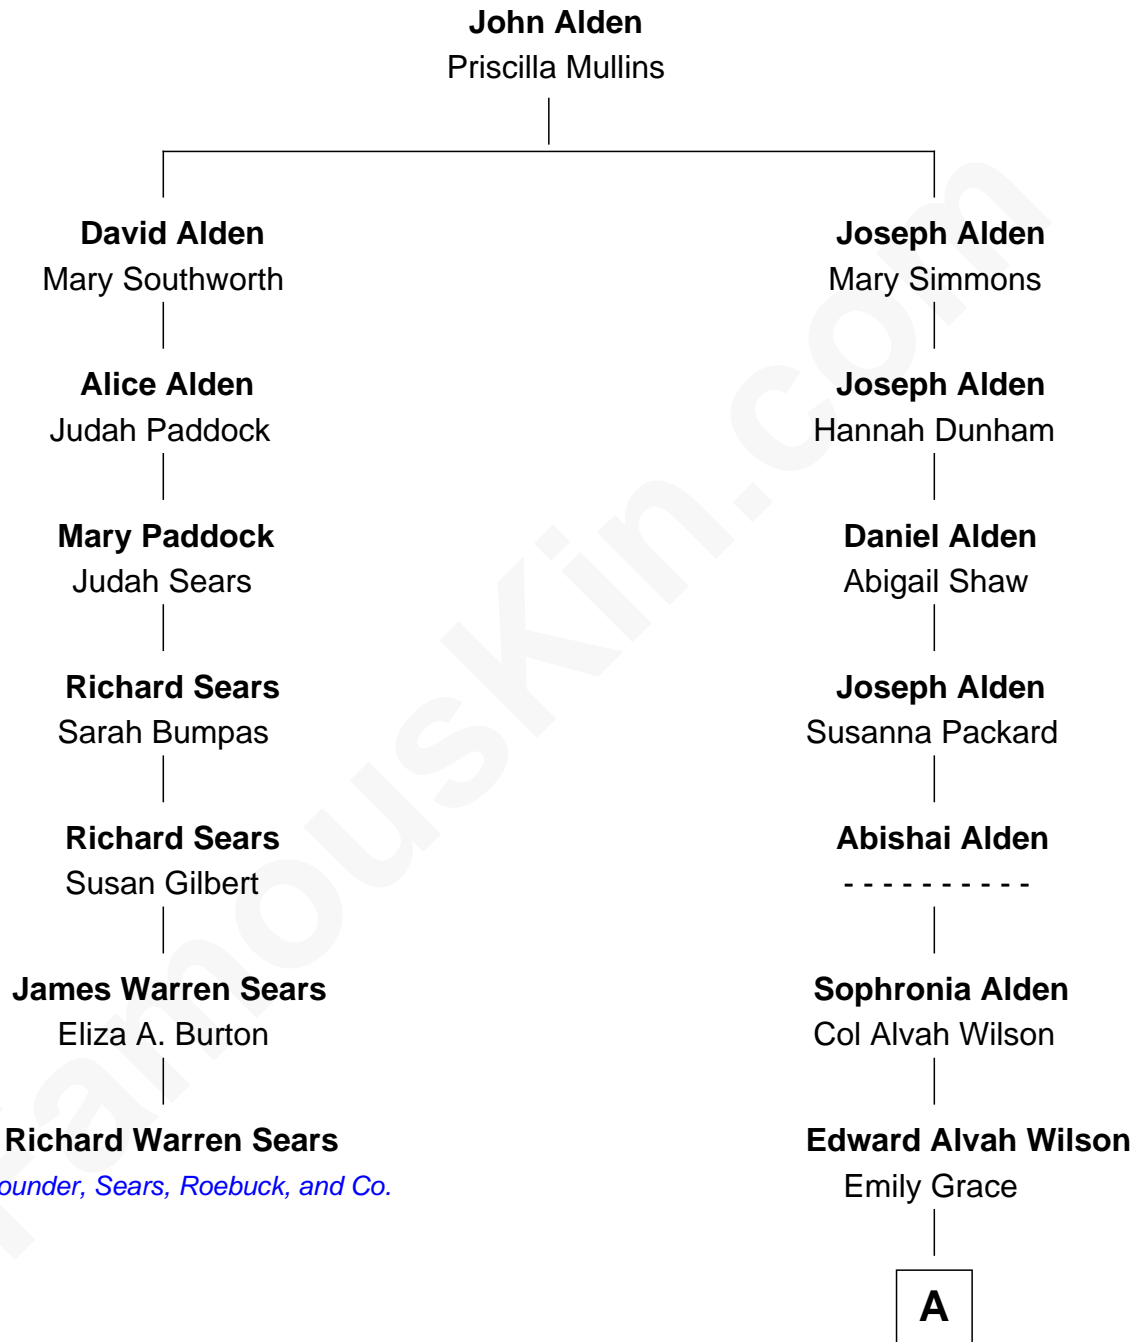 John Alden
Priscilla Mullins
David Alden
Mary Southworth
Joseph Alden
Mary Simmons
Alice Alden
Judah Paddock
Joseph Alden
Hannah Dunham
Mary Paddock
Judah Sears
Daniel Alden
Abigail Shaw
Richard Sears
Sarah Bumpas
Joseph Alden
Susanna Packard
Richard Sears
Susan Gilbert
Abishai Alden
- - - - - - - - - -
James Warren Sears
Eliza A. Burton
Sophronia Alden
Col Alvah Wilson
Richard Warren Sears
ounder, Sears, Roebuck, and Co.
Edward Alvah Wilson
Emily Grace
A
FamousKin.com